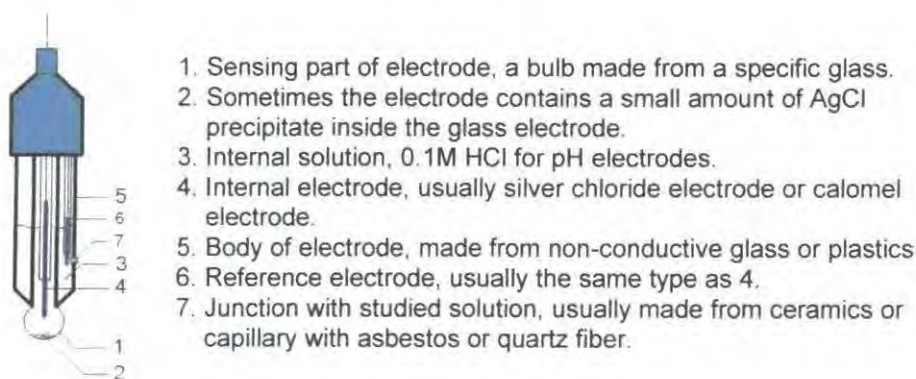 1. Sensing part of electrode, a bulb made from a specific glass.
2. Sometimes the electrode contains a small amount of AgCl
precipitate inside the glass electrode.
3. Internal solution, 0.1M HCl for pH electrodes.
4. Internal electrode, usually silver chloride electrode or calomel
electrode.
5. Body of electrode, made from non-conductive glass or plastics
6. Reference electrode, usually the same type as 4.
7. Junction with studied solution, usually made from ceramics or
capillary with asbestos or quartz fiber.
5
6
7
3
4
1
2